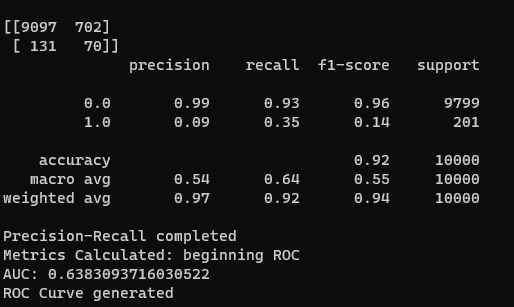 [[9097  702]
 [ 131   70]]
              precision    recall  f1-score   support

         0.0       0.99      0.93      0.96      9799
         1.0       0.09      0.35      0.14       201

    accuracy                           0.92     10000
   macro avg       0.54      0.64      0.55     10000
weighted avg       0.97      0.92      0.94     10000

Precision-Recall completed
Metrics Calculated: beginning ROC
AUC: 0.6383093716030522
ROC Curve generated